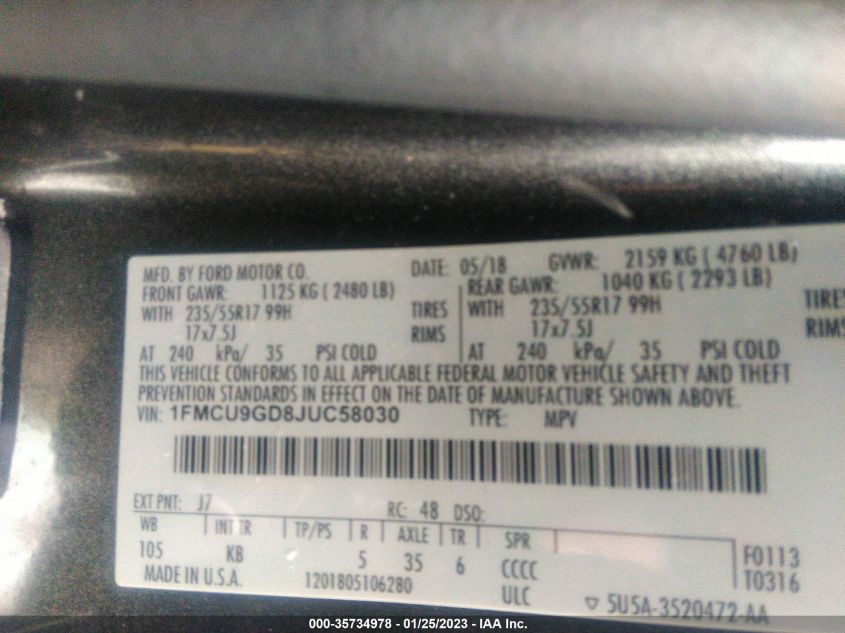 MFD. BY FORD MOTOR CO. DATE: 05/18 GVWR: 2159 KG ( 4760 LB)
FRONT GAWR: 1125 KG ( 2480 LB) REAR GAWR: 1040 KG ( 2293 LB)
WITH 235/55R17 99H TIRES WITH 235/55R17 99H TIRES
17x7.5J RIMS 17x7.5J RIMS
AT 240 kPa/ 35 PSI COLD AT 240 kPa/ 35 PSI COLD
THIS VEHICLE CONFORMS TO ALL APPLICABLE FEDERAL MOTOR VEHICLE SAFETY AND THEFT
PREVENTION STANDARDS IN EFFECT ON THE DATE OF MANUFACTURE SHOWN ABOVE.
VIN: 1FMCU9GD8JUC58030 TYPE: MPV
EXT PNT: J7 RC: 48 DSO:
WB INT TR TP/PS R AXLE TR SPR
105 KB 5 35 6 CCCC F0113
MADE IN U.S.A. 1201805106280 ULC T0316
5U5A-3520472-AA
000-35734978 - 01/25/2023 - IAA Inc.